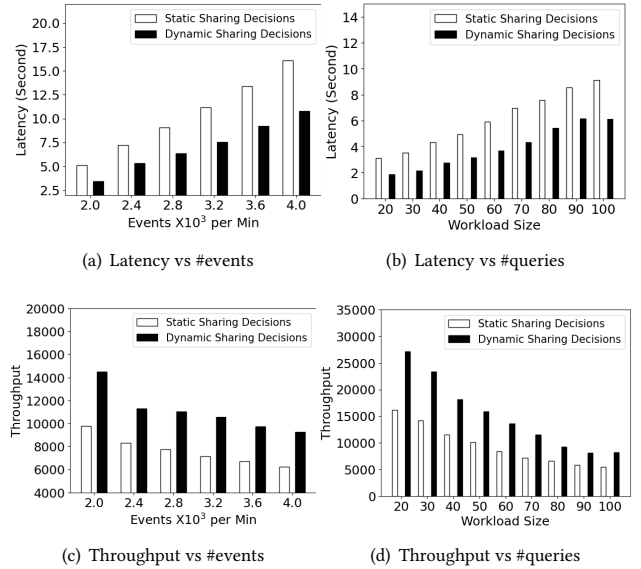 Static Sharing Decisions
Dynamic Sharing Decisions
Latency (Second)
20.0
17.5
15.0
12.5
10.0
7.5
5.0
2.5
2.0 2.4 2.8 3.2 3.6 4.0
Events X10³ per Min
(a) Latency vs #events
Static Sharing Decisions
Dynamic Sharing Decisions
Latency (Second)
14
12
10
8
6
4
2
0
20 30 40 50 60 70 80 90 100
Workload Size
(b) Latency vs #queries
Static Sharing Decisions
Dynamic Sharing Decisions
Throughput
20000
18000
16000
14000
12000
10000
8000
6000
4000
2.0 2.4 2.8 3.2 3.6 4.0
Events X10³ per Min
(c) Throughput vs #events
Static Sharing Decisions
Dynamic Sharing Decisions
Throughput
35000
30000
25000
20000
15000
10000
5000
0
20 30 40 50 60 70 80 90 100
Workload Size
(d) Throughput vs #queries